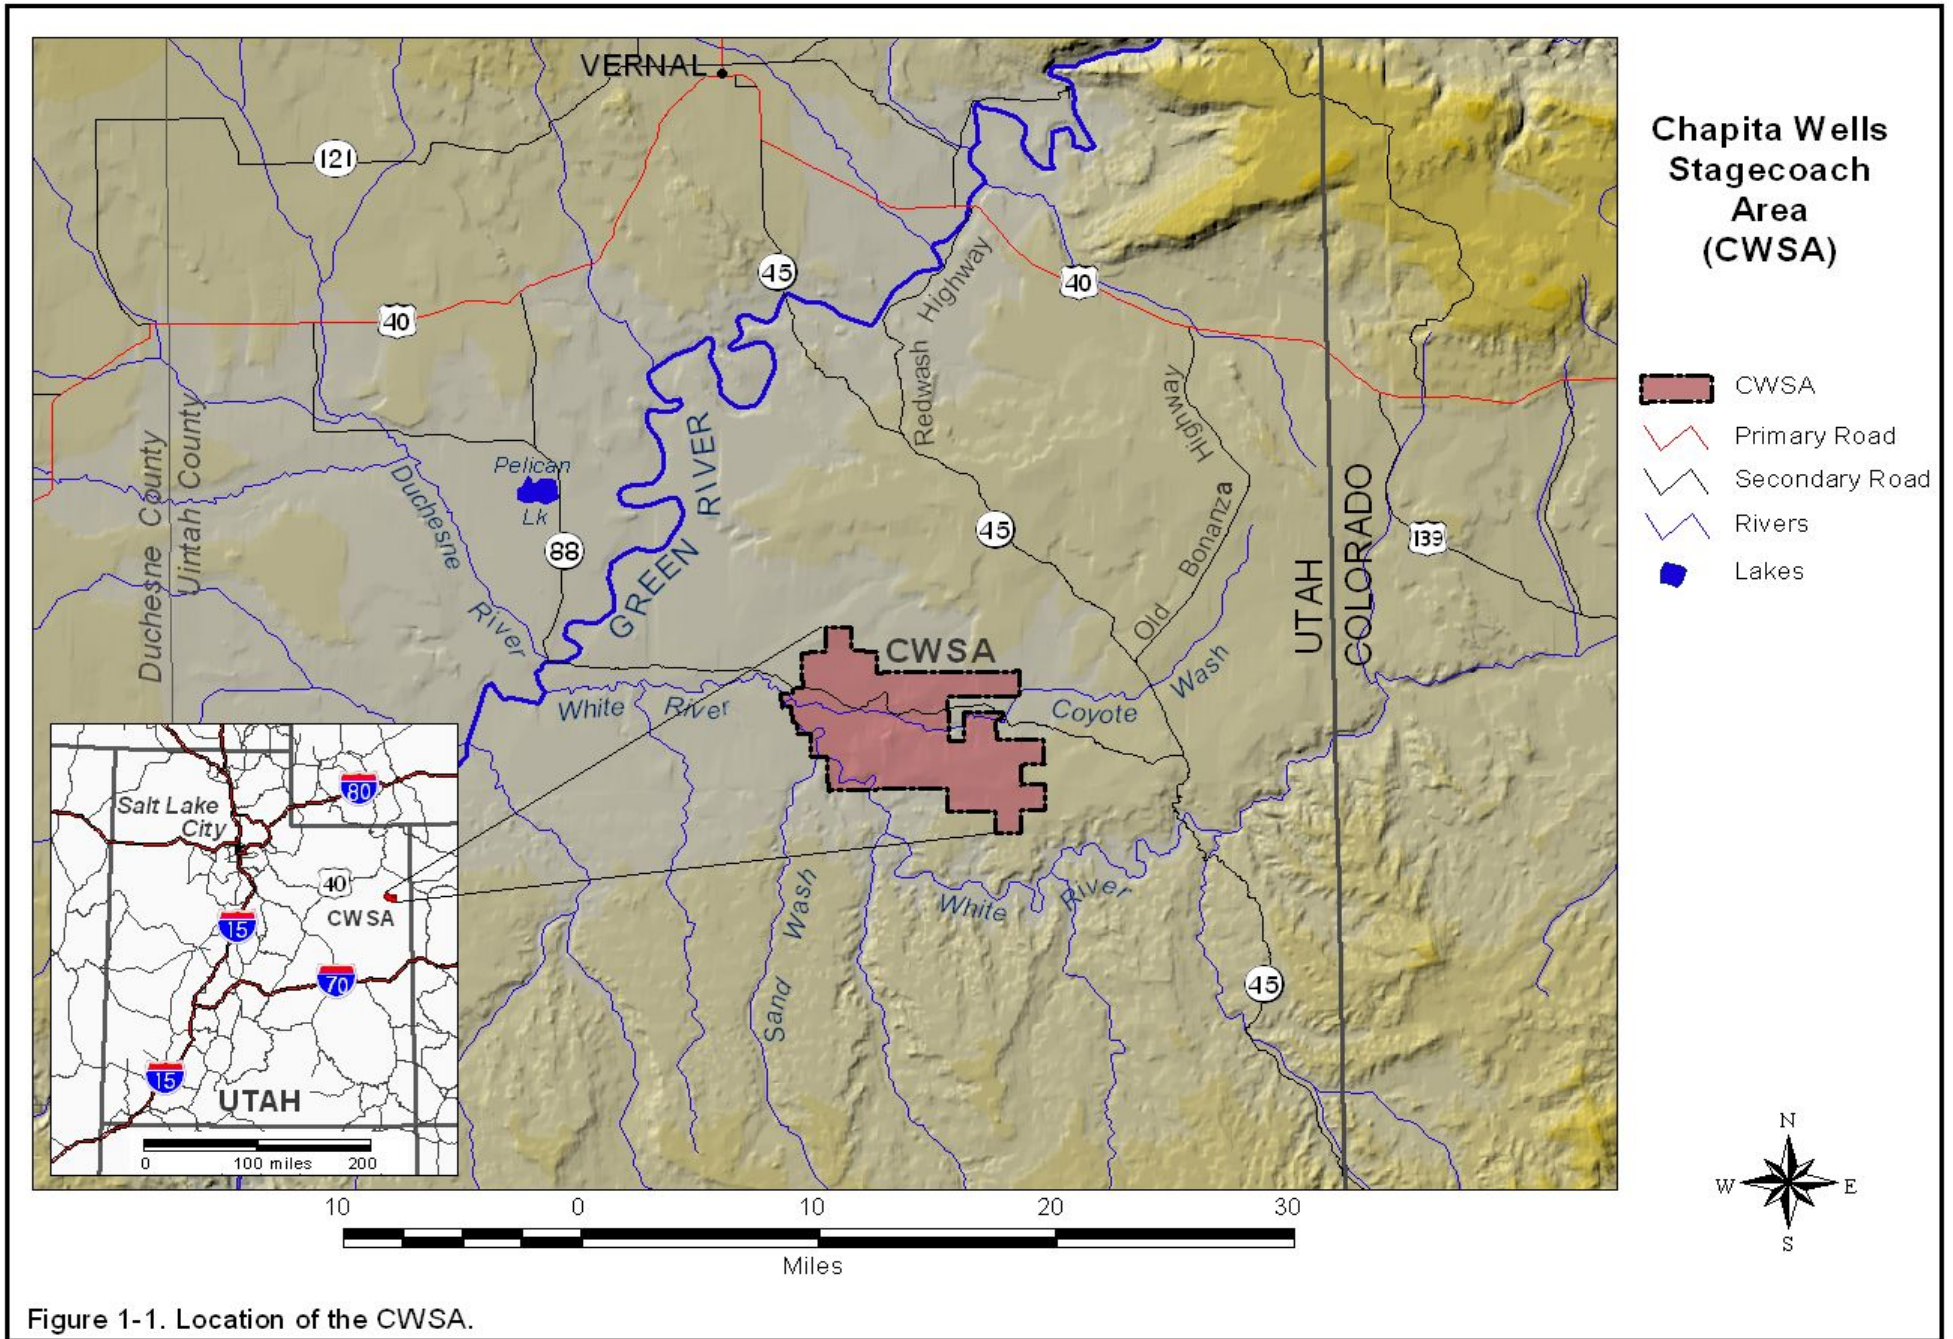 VERNAL
121
45
Highway
40
40
Redwash
Highway
Duchesne County
Uintah County
Pelican
Lk
Duchesne
River
88
GREEN
RIVER
45
Bonanza
Old
UTAH
COLORADO
139
CWSA
White
River
Coyote
Wash
White
River
Sand
Wash
45
Salt Lake
City
80
40
CWSA
15
70
15
UTAH
0
100 miles
200
10
0
10
20
30
Miles
Chapita Wells
Stagecoach
Area
(CWSA)
CWSA
Primary Road
Secondary Road
Rivers
Lakes
N
W
E
S
Figure 1-1. Location of the CWSA.